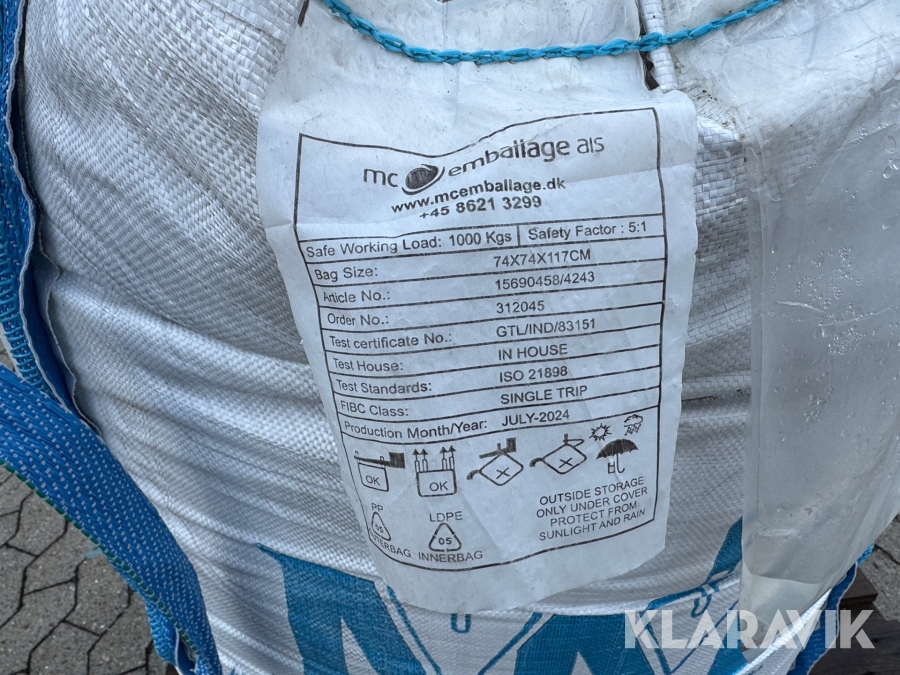 mc emballage a|s
www.mcemballage.dk
+45 8621 3299
Safe Working Load: 1000 Kgs Safety Factor : 5:1
Bag Size: 74X74X117CM
Article No.: 15690458/4243
Order No.: 312045
Test certificate No.: GTL/IND/83151
Test House: IN HOUSE
Test Standards: ISO 21898
FIBC Class: SINGLE TRIP
Production Month/Year: JULY-2024
OK OK
PP LDPE
05 05
INNERBAG
OUTSIDE STORAGE
ONLY UNDER COVER
PROTECT FROM
SUNLIGHT AND RAIN
KLARAVIK